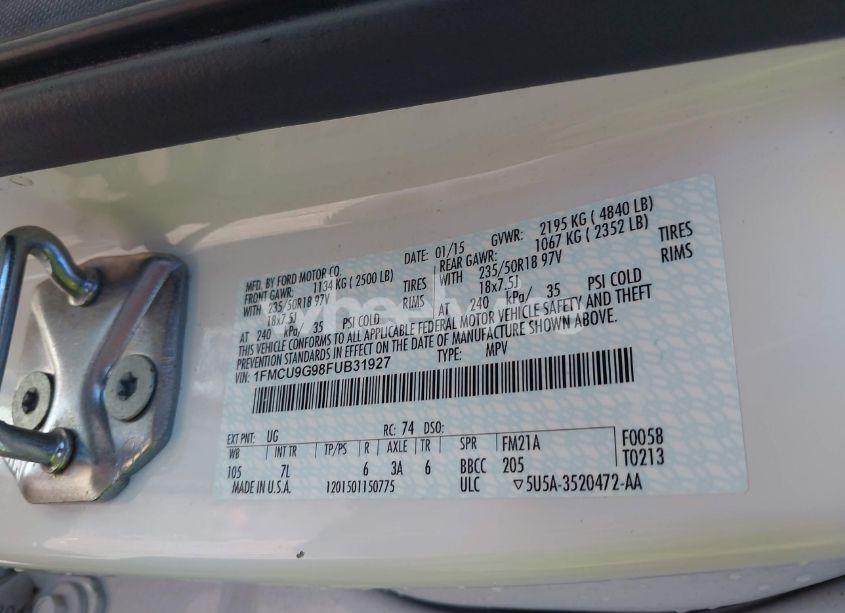 MFD. BY FORD MOTOR CO.
DATE: 01/15 GVWR: 2195 KG ( 4840 LB)
FRONT GAWR: 1134 KG ( 2500 LB) REAR GAWR: 1067 KG ( 2352 LB)
WITH 235/50R18 97V TIRES WITH 235/50R18 97V TIRES
18x7.5J RIMS 18x7.5J RIMS
AT 240 kPa/ 35 PSI COLD AT 240 kPa/ 35 PSI COLD
THIS VEHICLE CONFORMS TO ALL APPLICABLE FEDERAL MOTOR VEHICLE SAFETY AND THEFT
PREVENTION STANDARDS IN EFFECT ON THE DATE OF MANUFACTURE SHOWN ABOVE.
VIN: 1FMCU9G98FUB31927 TYPE: MPV
EXT PNT: UG RC: 74 DSO:
WB INT TR TP/PS R AXLE TR SPR FM21A F0058
105 7L 6 3A 6 BBCC 205 T0213
MADE IN U.S.A. 1201501150775 ULC ▽5U5A-3520472-AA